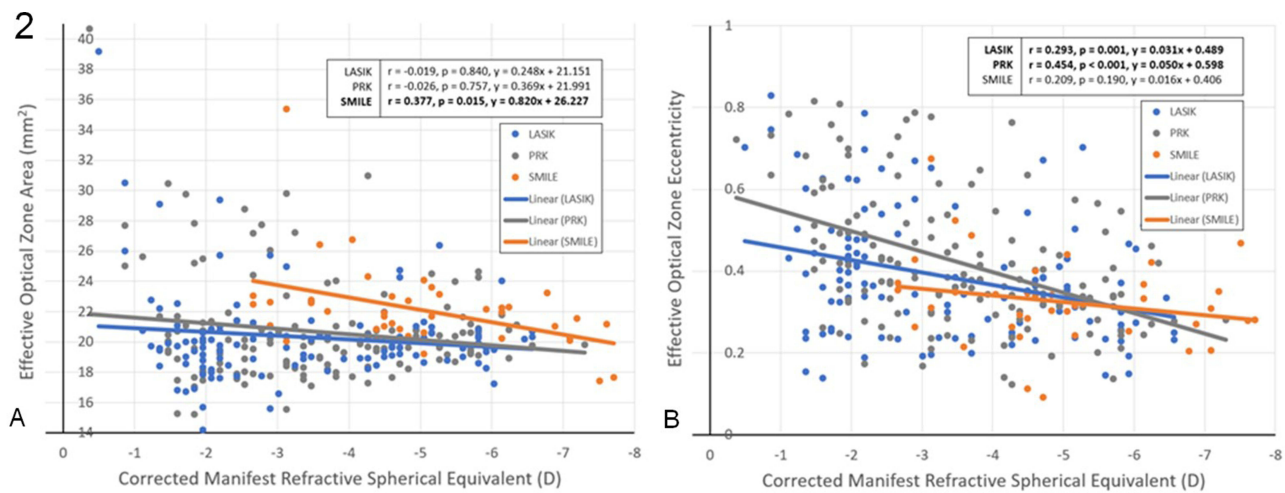 2
A
Effective Optical Zone Area (mm²)
40
38
36
34
32
30
28
26
24
22
20
18
16
14
LASIK r = -0.019, p = 0.840, y = 0.248x + 21.151
PRK r = -0.026, p = 0.757, y = 0.369x + 21.991
SMILE r = 0.377, p = 0.015, y = 0.820x + 26.227
LASIK
PRK
SMILE
Linear (LASIK)
Linear (PRK)
Linear (SMILE)
0 -1 -2 -3 -4 -5 -6 -7 -8
Corrected Manifest Refractive Spherical Equivalent (D)
B
Effective Optical Zone Eccentricity
1
0.8
0.6
0.4
0.2
0
LASIK r = 0.293, p = 0.001, y = 0.031x + 0.489
PRK r = 0.454, p < 0.001, y = 0.050x + 0.598
SMILE r = 0.209, p = 0.190, y = 0.016x + 0.406
LASIK
PRK
SMILE
Linear (LASIK)
Linear (PRK)
Linear (SMILE)
0 -1 -2 -3 -4 -5 -6 -7 -8
Corrected Manifest Refractive Spherical Equivalent (D)